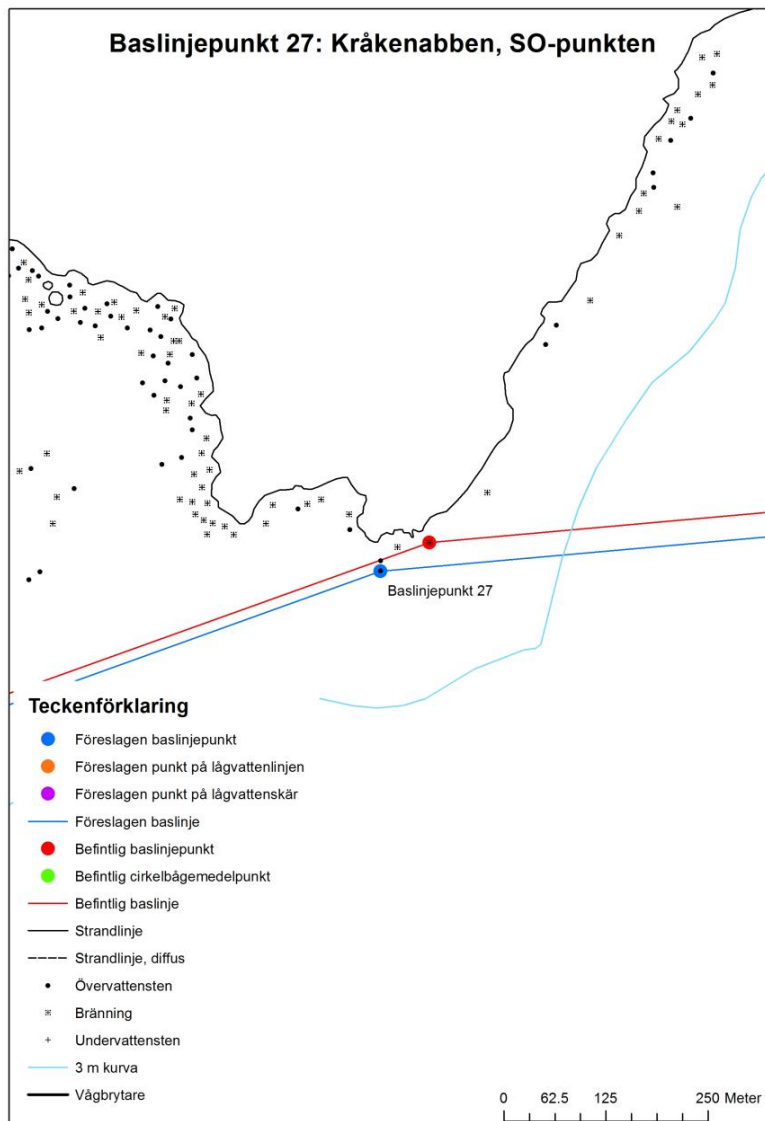 Baslinjepunkt 27: Kråkenabben, SO-punkten
Baslinjepunkt 27
Teckenförklaring
Föreslagen baslinjepunkt
Föreslagen punkt på lågvattenlinjen
Föreslagen punkt på lågvattenskär
Föreslagen baslinje
Befintlig baslinjepunkt
Befintlig cirkelbågemedelpunkt
Befintlig baslinje
Strandlinje
Strandlinje, diffus
Övervattensten
Bränning
Undervattensten
3 m kurva
Vågbrytare
0 62.5 125 250 Meter